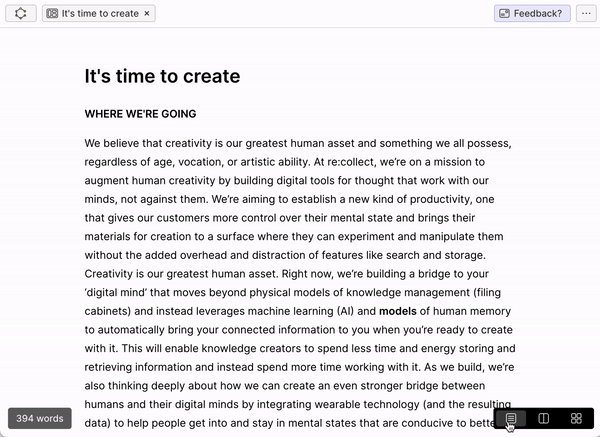 It's time to create ×
Feedback?
It's time to create
WHERE WE'RE GOING
We believe that creativity is our greatest human asset and something we all possess,
regardless of age, vocation, or artistic ability. At re:collect, we're on a mission to
augment human creativity by building digital tools for thought that work with our
minds, not against them. We're aiming to establish a new kind of productivity, one
that gives our customers more control over their mental state and brings their
materials for creation to a surface where they can experiment and manipulate them
without the added overhead and distraction of features like search and storage.
Creativity is our greatest human asset. Right now, we're building a bridge to your
‘digital mind’ that moves beyond physical models of knowledge management (filing
cabinets) and instead leverages machine learning (AI) and models of human memory
to automatically bring your connected information to you when you're ready to create
with it. This will enable knowledge creators to spend less time and energy storing and
retrieving information and instead spend more time working with it. As we build, we're
also thinking deeply about how we can create an even stronger bridge between
humans and their digital minds by integrating wearable technology (and the resulting
data) to help people get into and stay in mental states that are conducive to
394 words